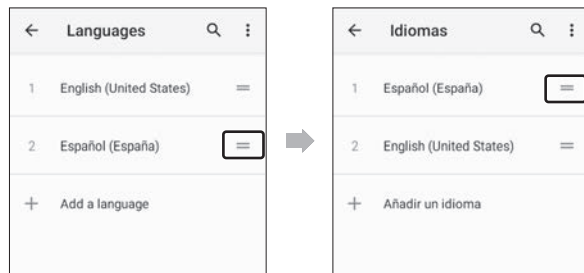 Languages
1 English (United States)
2 Español (España)
Add a language
Idiomas
1 Español (España)
2 English (United States)
Añadir un idioma